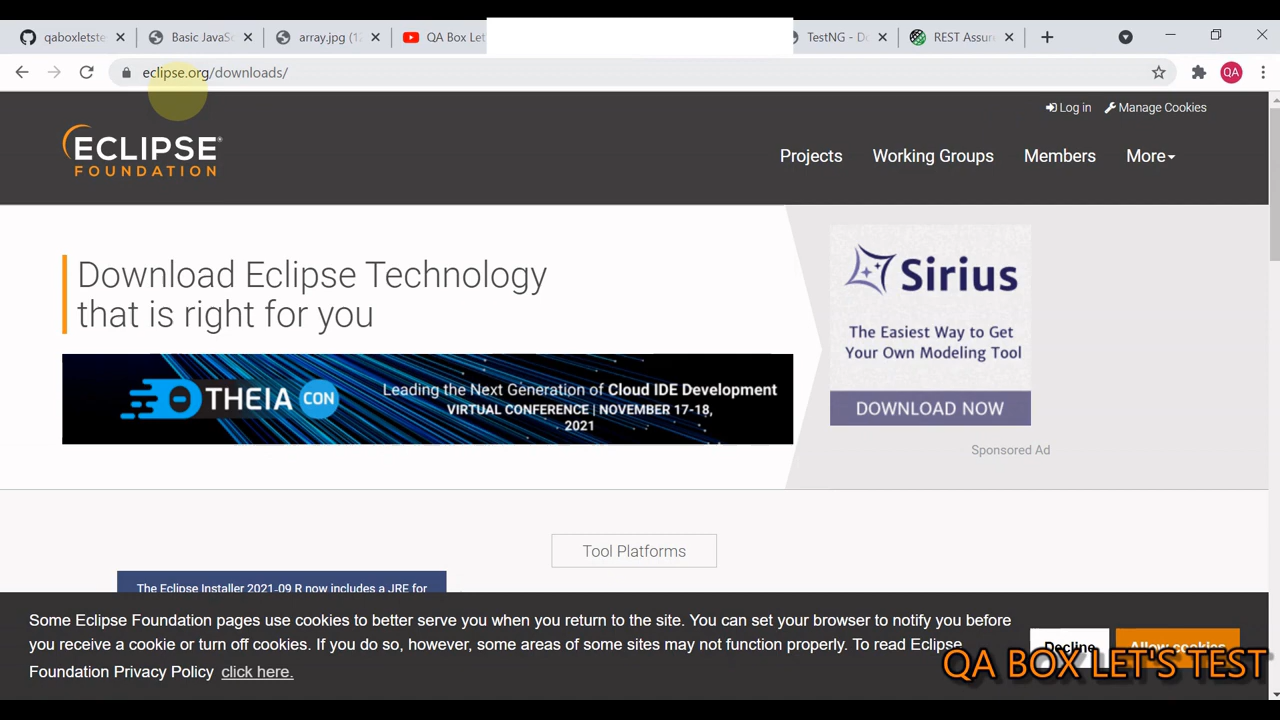 qaboxletste
Basic JavaSc
array.jpg (12
QA Box Let
TestNG - D
REST Assur
eclipse.org/downloads/
QA
Log in
Manage Cookies
ECLIPSE
FOUNDATION
Projects
Working Groups
Members
More
Download Eclipse Technology
that is right for you
THEIA CON
Leading the Next Generation of Cloud IDE Development
VIRTUAL CONFERENCE | NOVEMBER 17-18,
2021
Sirius
The Easiest Way to Get
Your Own Modeling Tool
DOWNLOAD NOW
Sponsored Ad
Tool Platforms
The Eclipse Installer 2021-09 R now includes a JRE for
Some Eclipse Foundation pages use cookies to better serve you when you return to the site. You can set your browser to notify you before
you receive a cookie or turn off cookies. If you do so, however, some areas of some sites may not function properly. To read Eclipse
Foundation Privacy Policy click here.
Decline
Allow cookies
QA BOX LET'S TEST